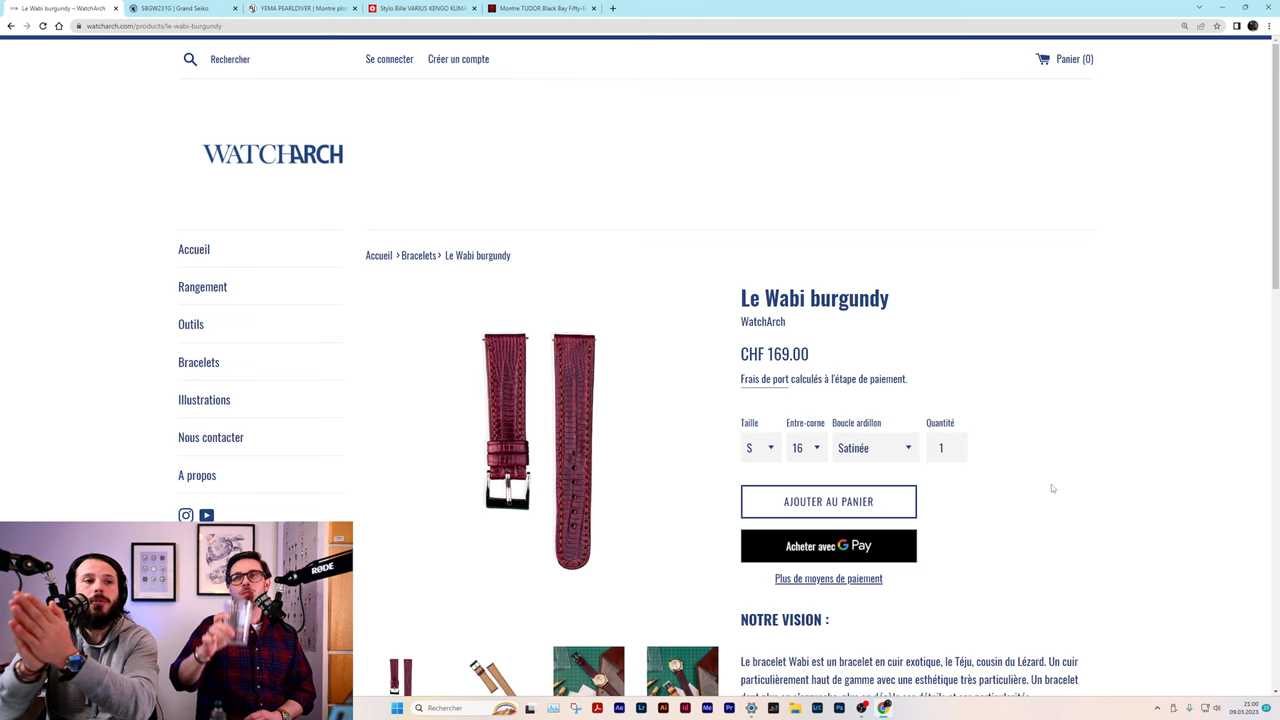 Le Wabi burgundy – WatchArch
SBGW231G | Grand Seiko
YEMA PEARLDIVER | Montre plon
Stylo Bille VARIUS KENGO KUMA
Montre TUDOR Black Bay Fifty-
watcharch.com/products/le-wabi-burgundy
Rechercher
Se connecter
Créer un compte
Panier (0)
WATCHARCH
Accueil
Rangement
Outils
Bracelets
Illustrations
Nous contacter
A propos
Accueil › Bracelets › Le Wabi burgundy
Le Wabi burgundy
WatchArch
CHF 169.00
Frais de port calculés à l'étape de paiement.
Taille Entre-corne Boucle ardillon Quantité
S 16 Satinée 1
AJOUTER AU PANIER
Acheter avec G Pay
Plus de moyens de paiement
NOTRE VISION :
Le bracelet Wabi est un bracelet en cuir exotique, le Téju, cousin du Lézard. Un cuir
particulièrement haut de gamme avec une esthétique très particulière. Un bracelet
RØDE
Rechercher
21:00
09.03.2023